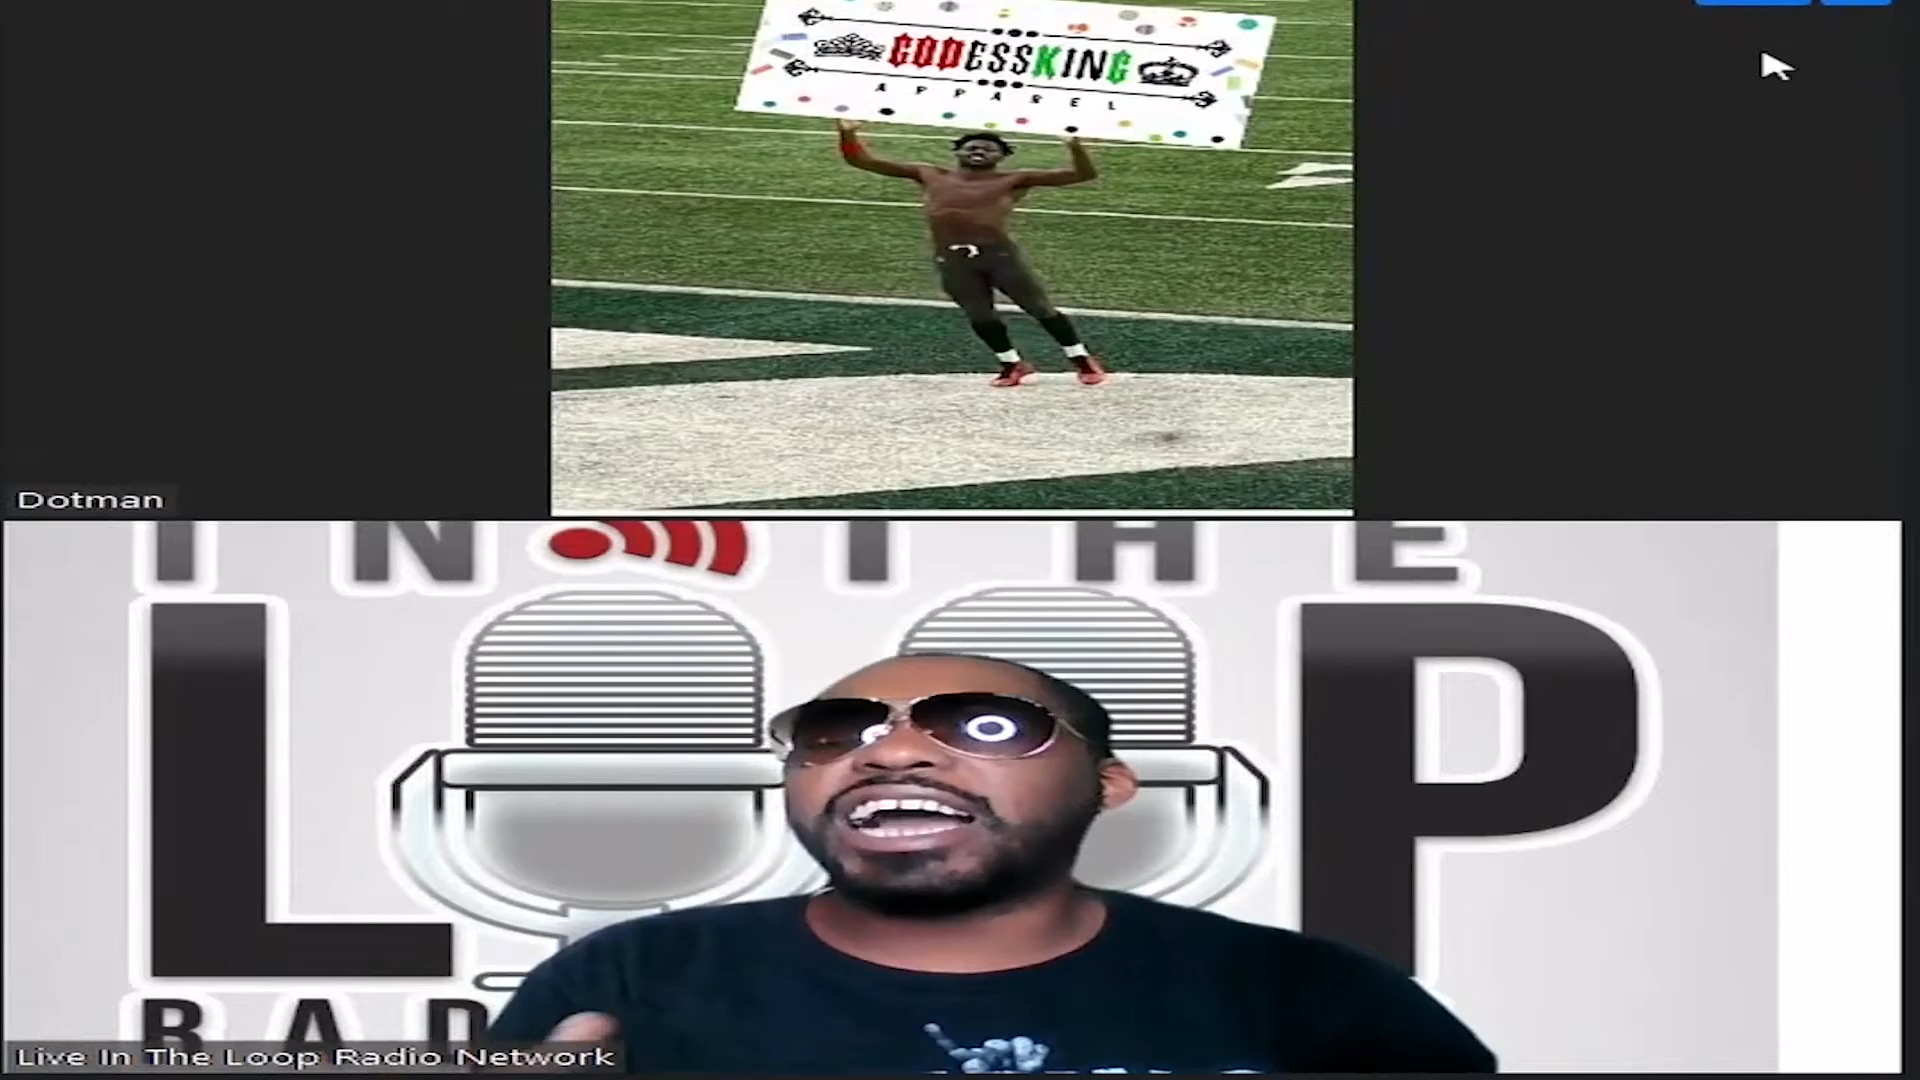 GODESSKING
APPAREL
Dotman
IN THE
L P
RAD
Live In The Loop Radio Network